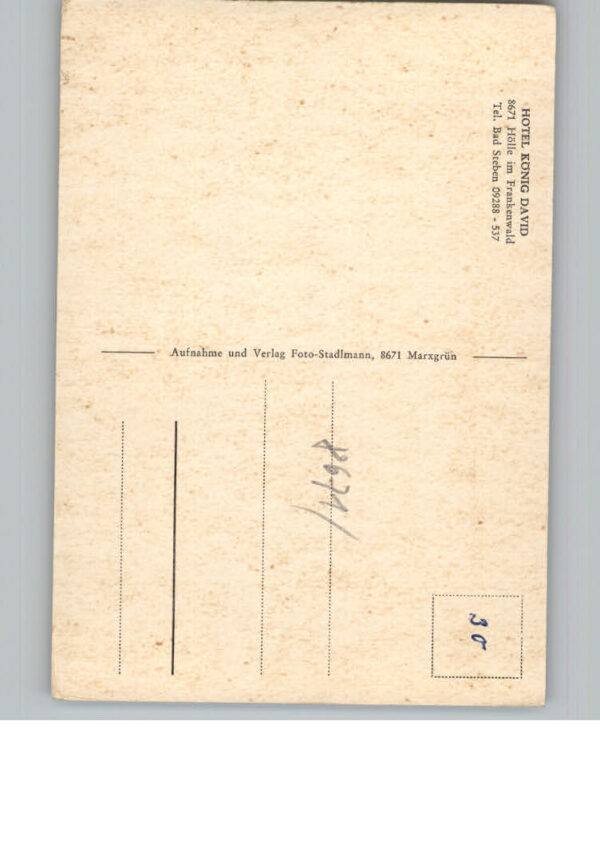 HOTEL KÖNIG DAVID
8671 Hölle im Frankenwald
Tel. Bad Steben 09288 - 537
Aufnahme und Verlag Foto-Stadlmann, 8671 Marxgrün
8671/
30